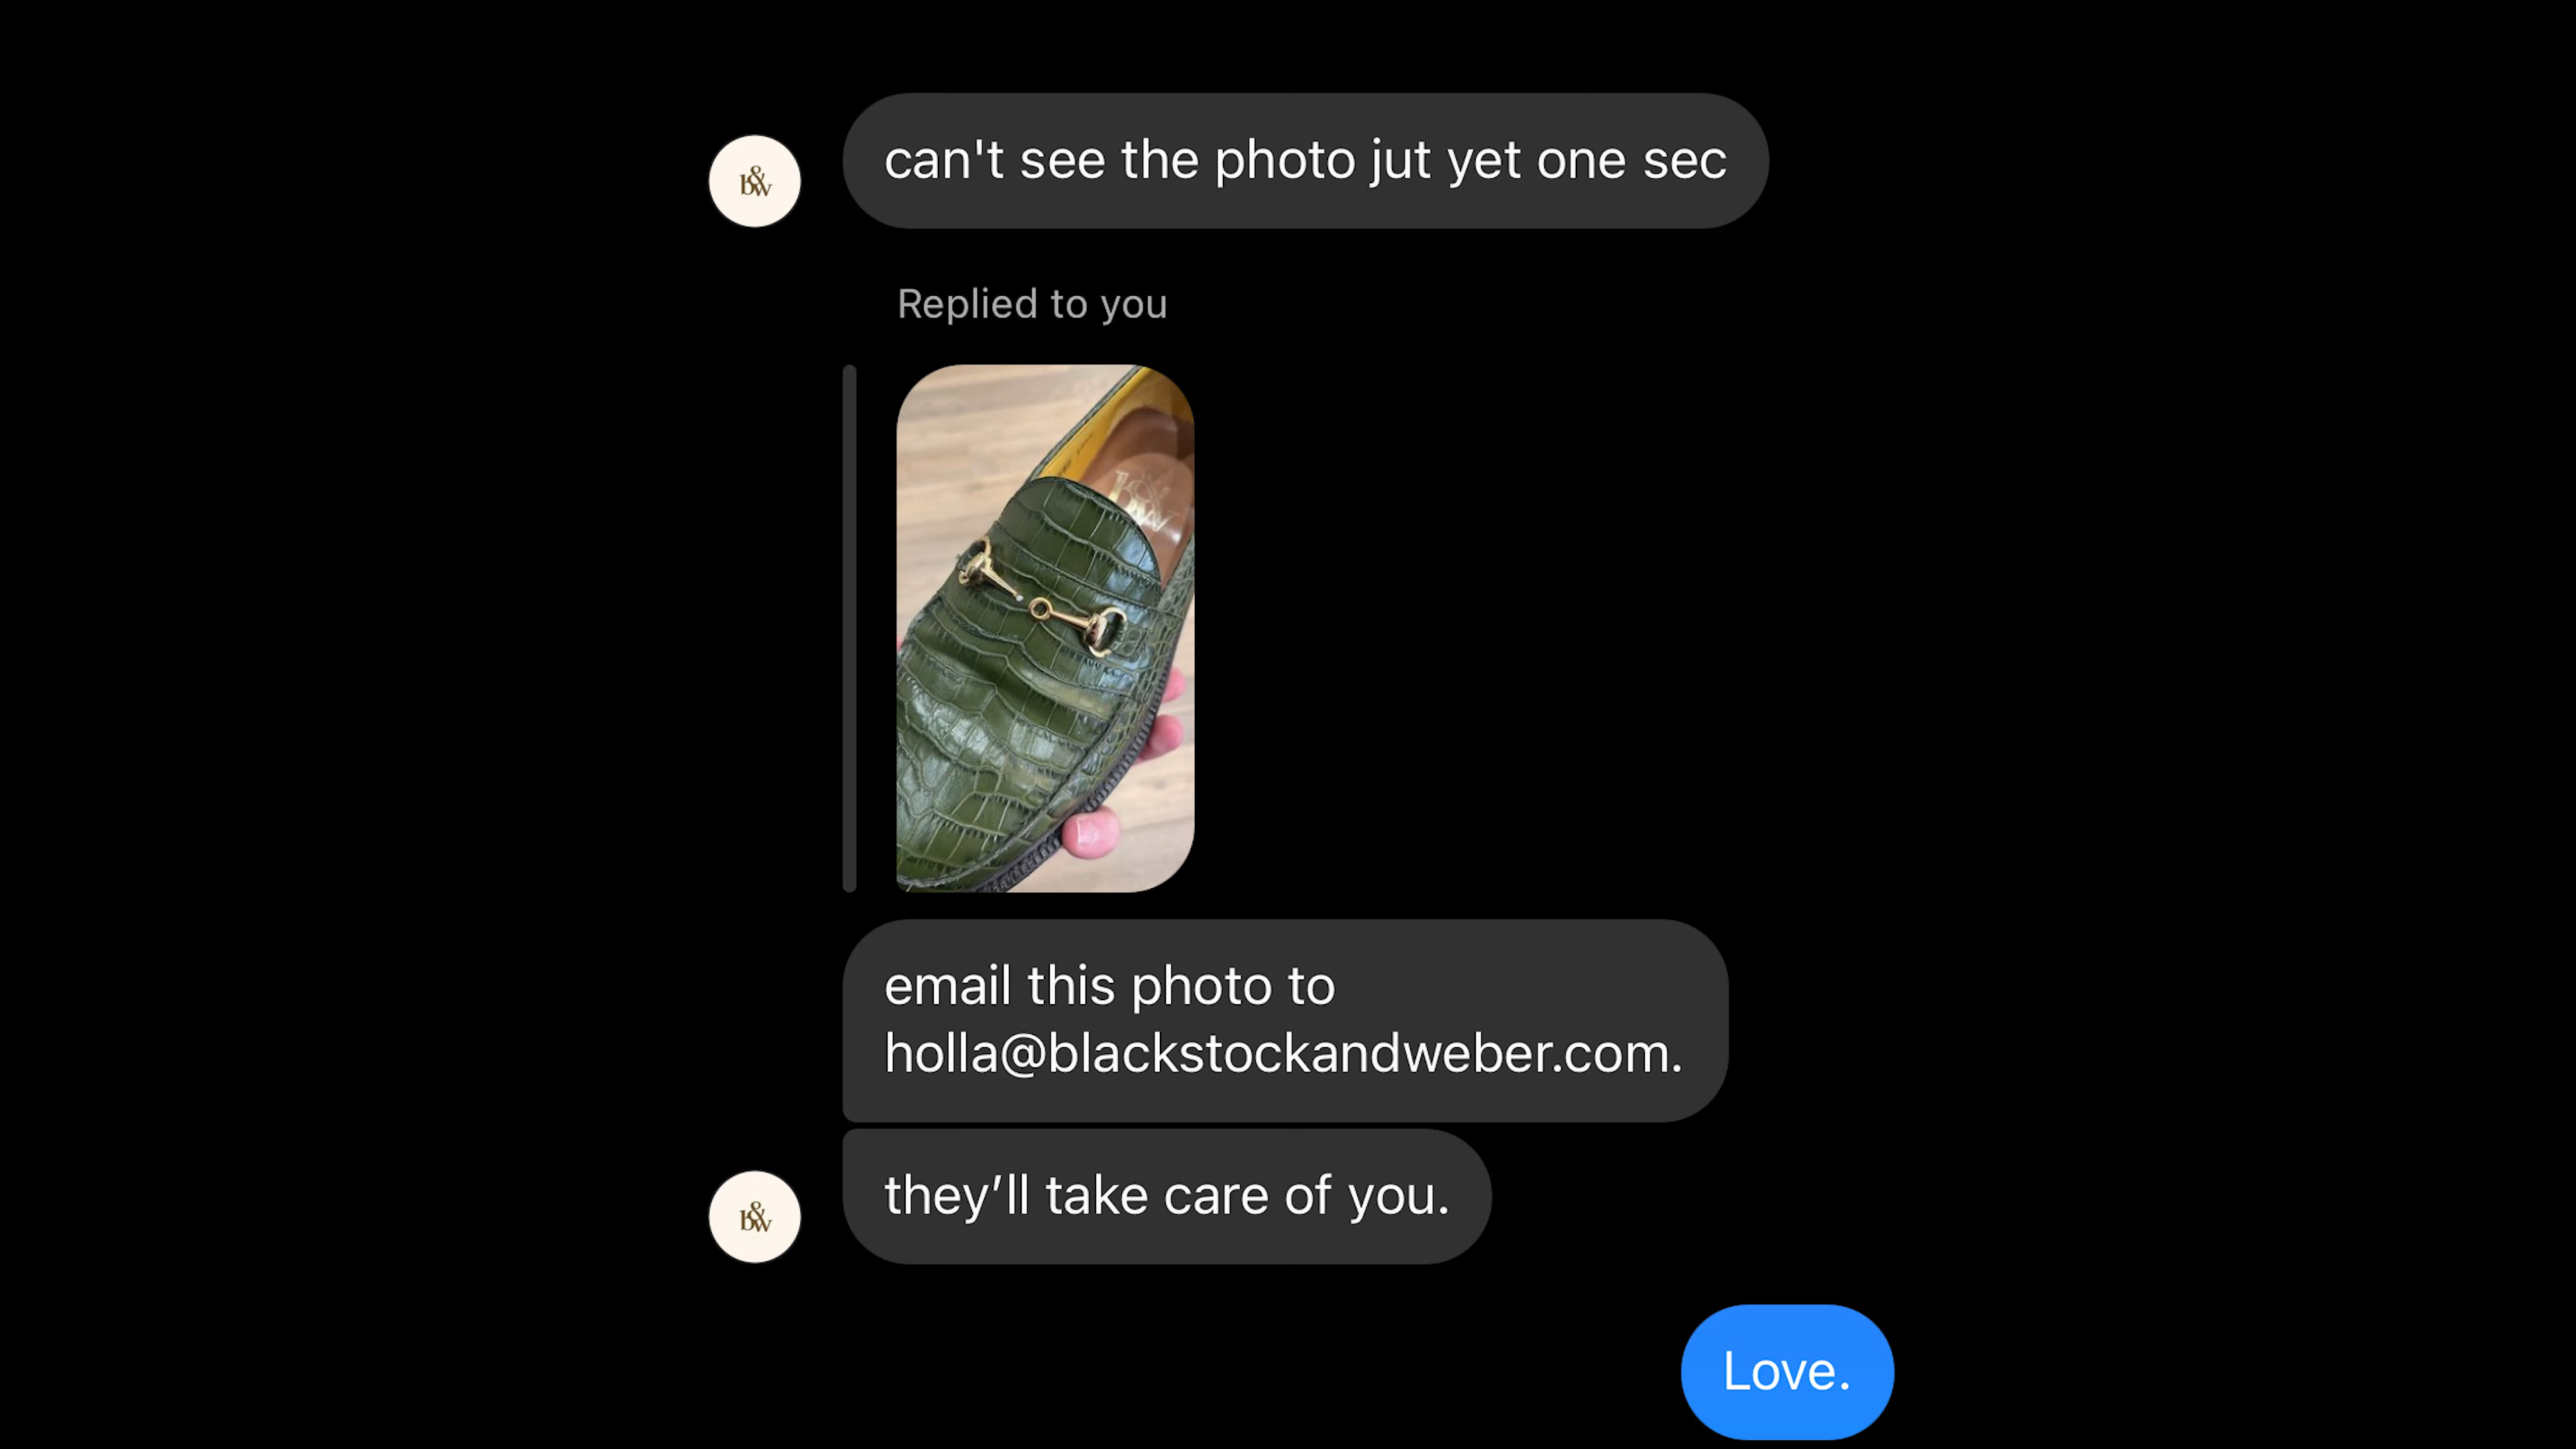 b&w
can't see the photo jut yet one sec
Replied to you
b&w
email this photo to
holla@blackstockandweber.com.
they’ll take care of you.
b&w
Love.